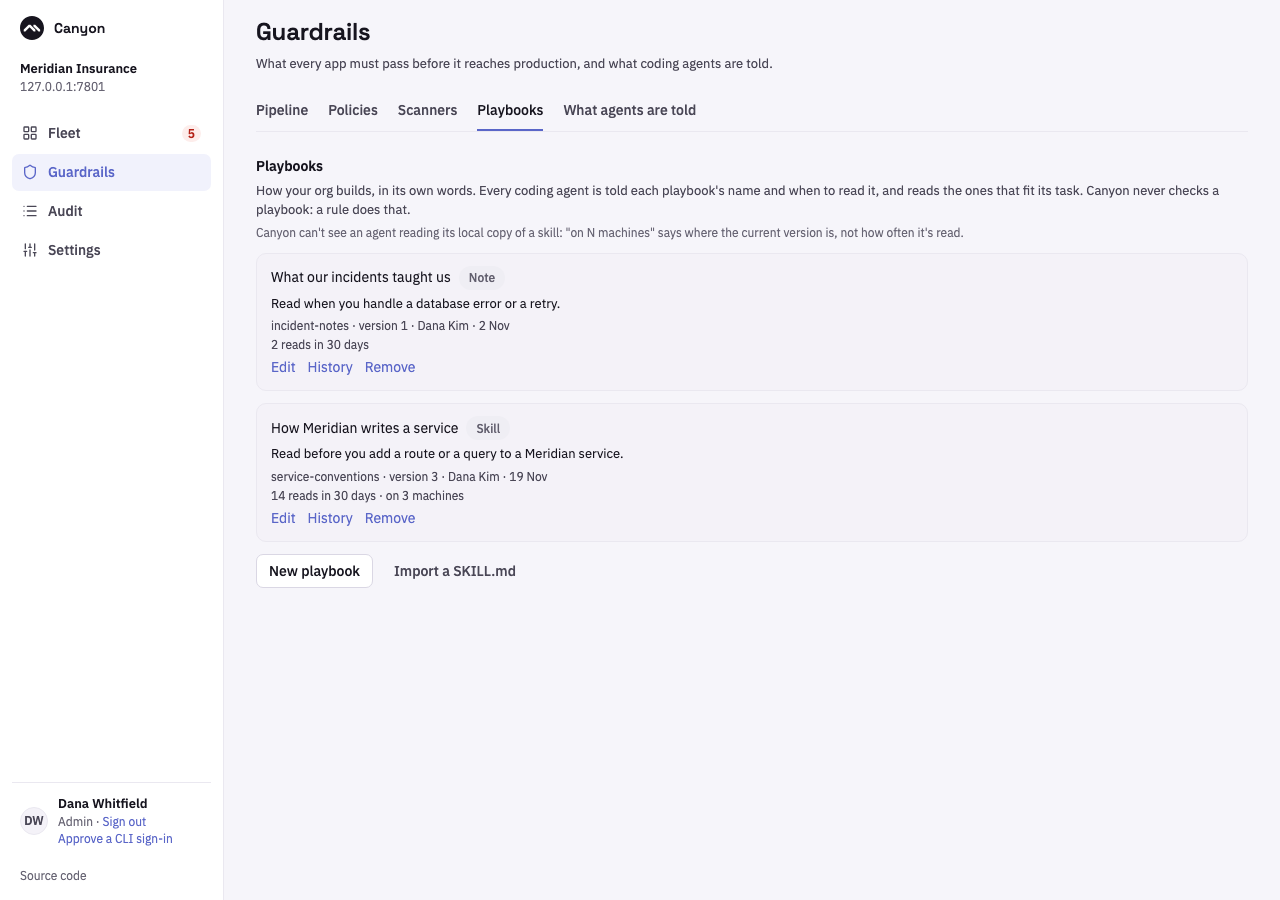 Canyon
Meridian Insurance
127.0.0.1:7801
Fleet 5
Guardrails
Audit
Settings
DW
Dana Whitfield
Admin · Sign out
Approve a CLI sign-in
Source code
Guardrails
What every app must pass before it reaches production, and what coding agents are told.
Pipeline Policies Scanners Playbooks What agents are told
Playbooks
How your org builds, in its own words. Every coding agent is told each playbook's name and when to read it, and reads the ones that fit its task. Canyon never checks a
playbook: a rule does that.
Canyon can't see an agent reading its local copy of a skill: "on N machines" says where the current version is, not how often it's read.
What our incidents taught us Note
Read when you handle a database error or a retry.
incident-notes · version 1 · Dana Kim · 2 Nov
2 reads in 30 days
Edit History Remove
How Meridian writes a service Skill
Read before you add a route or a query to a Meridian service.
service-conventions · version 3 · Dana Kim · 19 Nov
14 reads in 30 days · on 3 machines
Edit History Remove
New playbook Import a SKILL.md